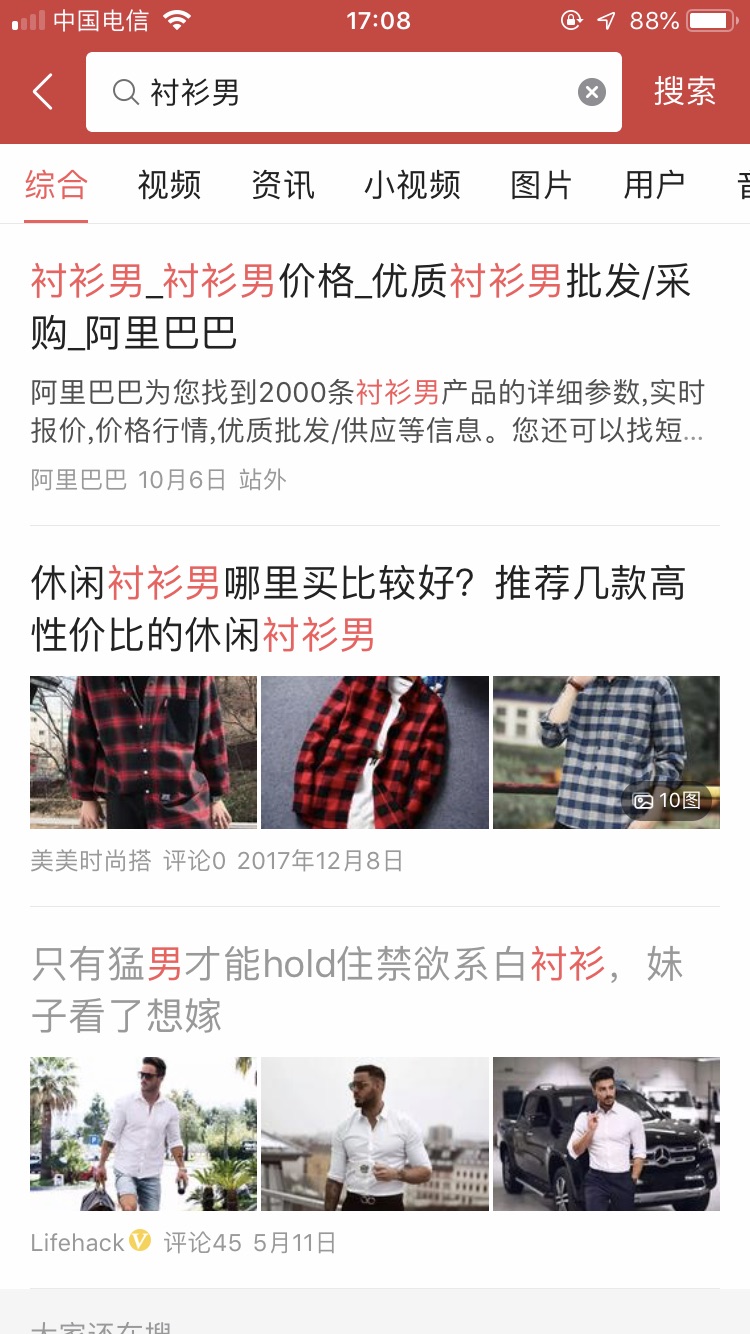 中国电信 17:08 88%
衬衫男 搜索
综合 视频 资讯 小视频 图片 用户
衬衫男_衬衫男价格_优质衬衫男批发/采
购_阿里巴巴
阿里巴巴为您找到2000条衬衫男产品的详细参数,实时
报价,价格行情,优质批发/供应等信息。您还可以找短...
阿里巴巴 10月6日 站外
休闲衬衫男哪里买比较好？推荐几款高
性价比的休闲衬衫男
10图
美美时尚搭 评论0 2017年12月8日
只有猛男才能hold住禁欲系白衬衫，妹
子看了想嫁
Lifehack 评论45 5月11日
大家还在搜